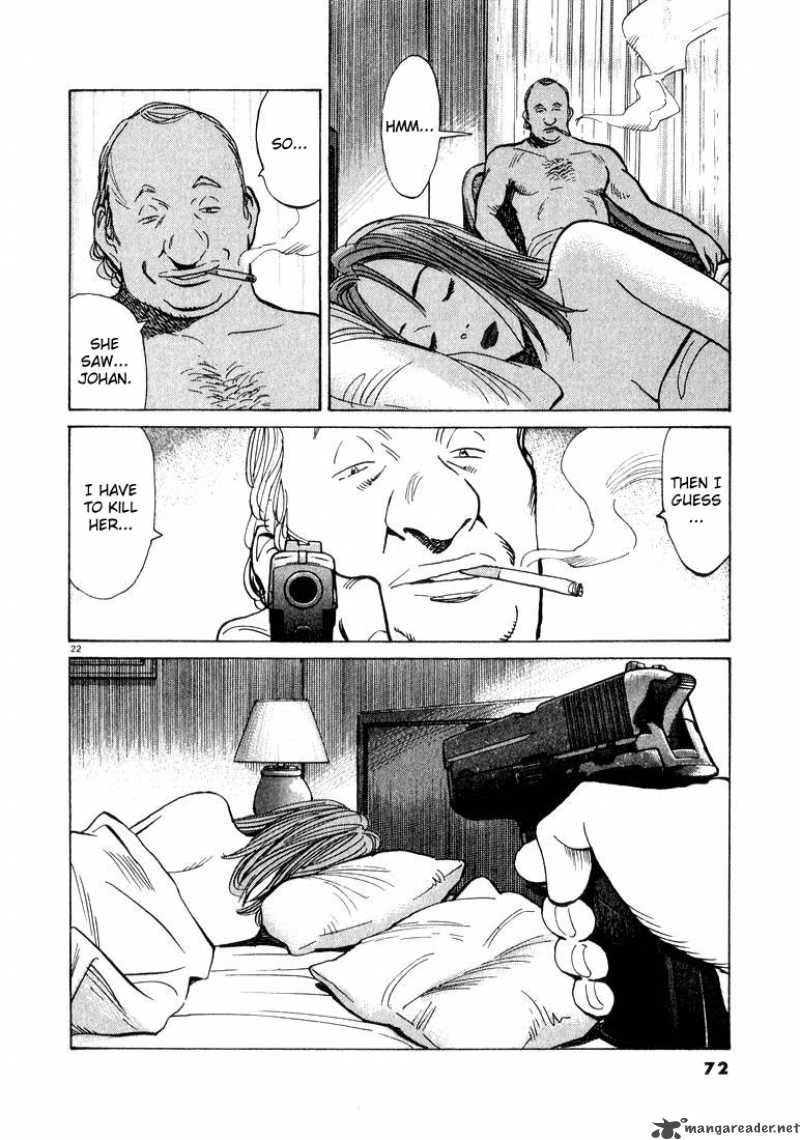 HMM...
SO...
SHE
SAW...
JOHAN.
THEN I
GUESS
...
I HAVE
TO KILL
HER...
22
72
mangareader.net